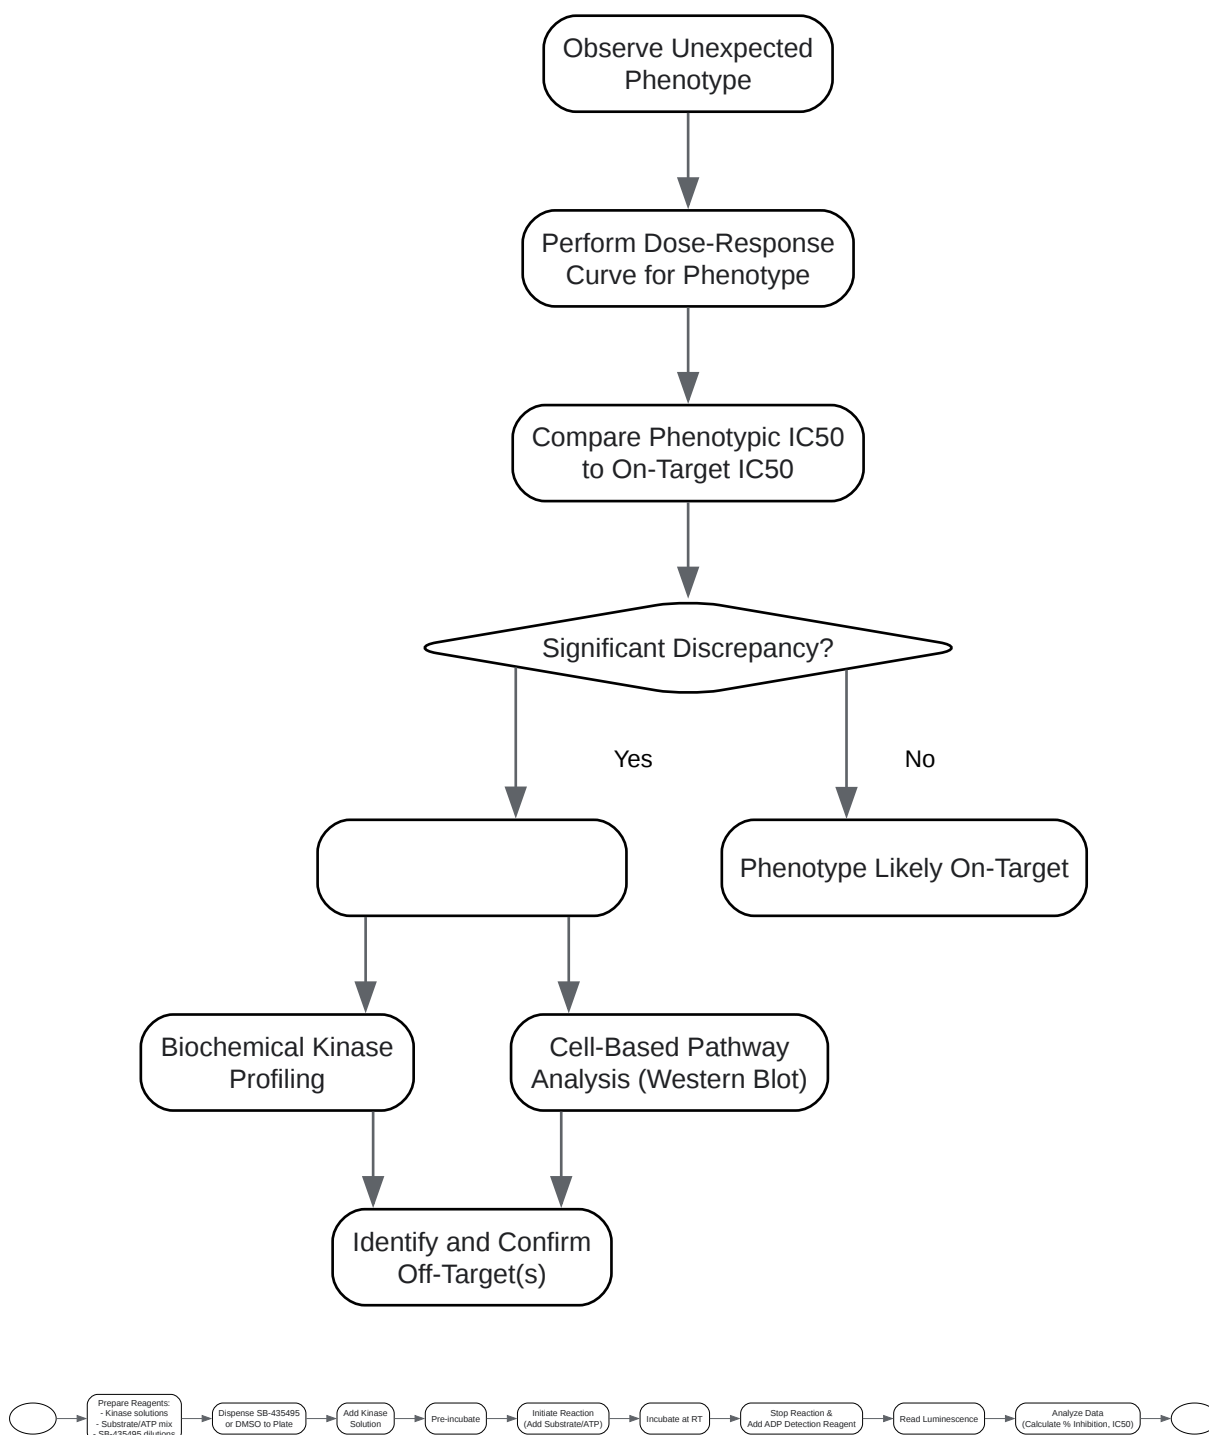 Observe Unexpected
Phenotype
Perform Dose-Response
Curve for Phenotype
Compare Phenotypic IC50
to On-Target IC50
Significant Discrepancy?
Yes
No
Phenotype Likely On-Target
Biochemical Kinase
Profiling
Cell-Based Pathway
Analysis (Western Blot)
Identify and Confirm
Off-Target(s)
Prepare Reagents:
- Kinase solutions
- Substrate/ATP mix
- SB-435495 dilutions
Dispense SB-435495
or DMSO to Plate
Add Kinase
Solution
Pre-incubate
Initiate Reaction
(Add Substrate/ATP)
Incubate at RT
Stop Reaction &
Add ADP Detection Reagent
Read Luminescence
Analyze Data
(Calculate % Inhibition, IC50)